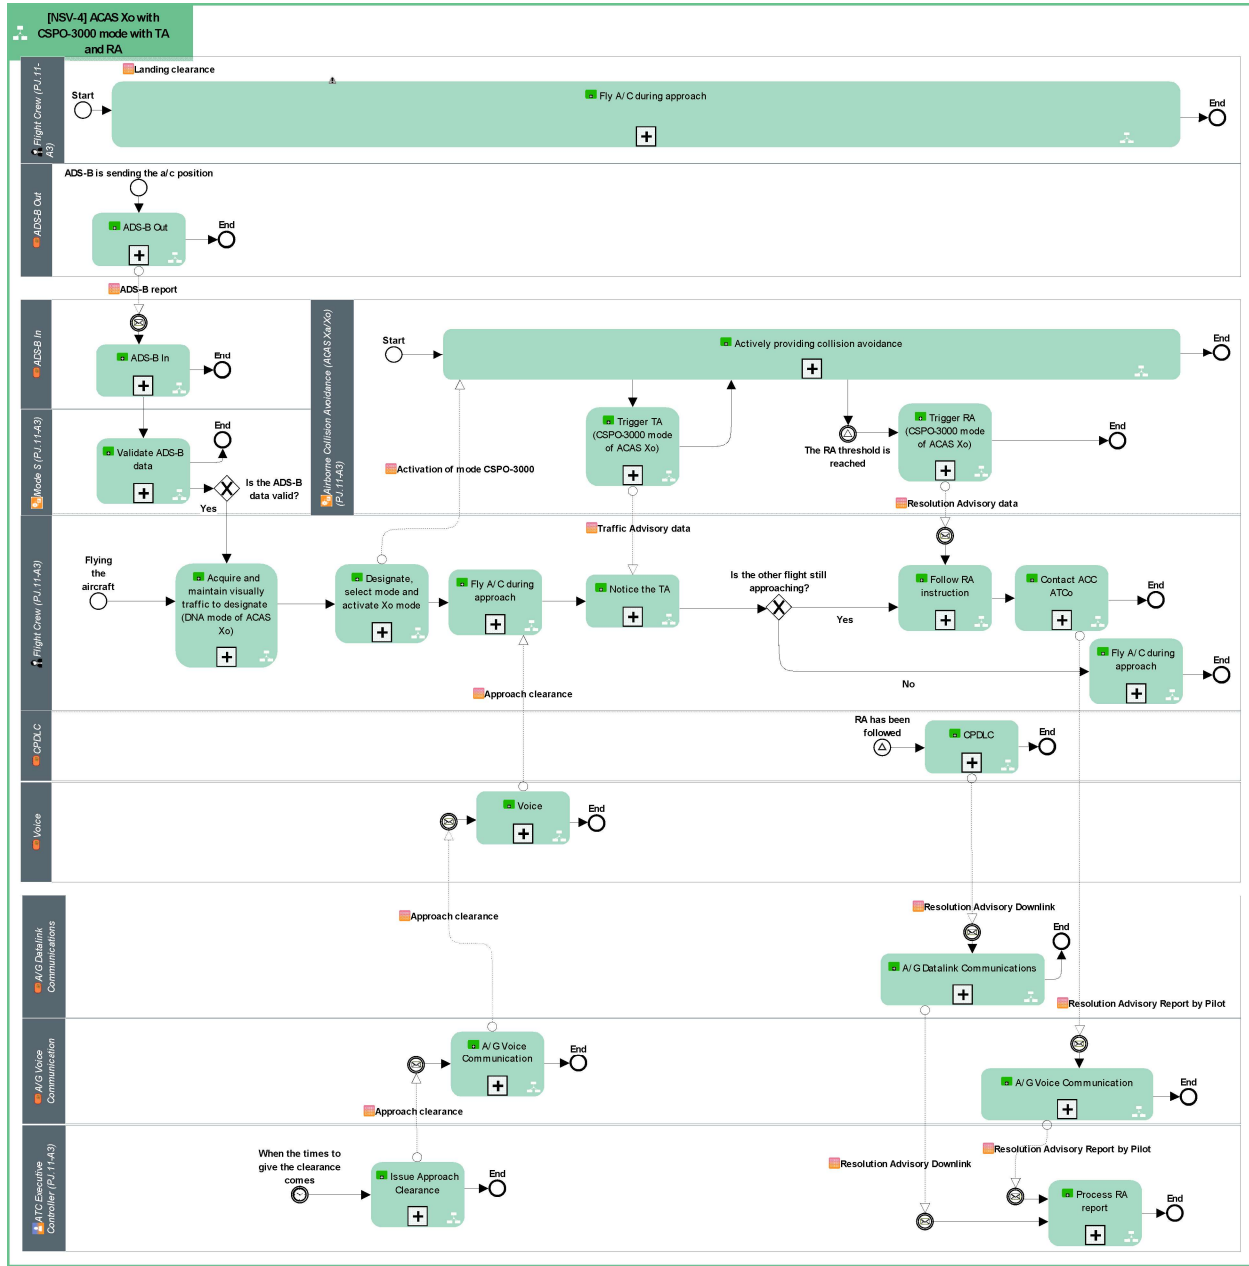 [NSV-4] ACAS Xo with
CSPO-3000 mode with TA
and RA
Flight Crew (PJ.11-
A3)
Landing clearance
Start
Fly A/C during approach
End
ADS-B Out
ADS-B is sending the a/c position
ADS-B Out
End
ADS-B report
ADS-B In
ADS-B In
End
Mode S (PJ.11-A3)
Validate ADS-B
data
End
Is the ADS-B
data valid?
Yes
Airborne Collision Avoidance (ACAS Xa/Xo)
(PJ.11-A3)
Start
Actively providing collision avoidance
End
Trigger TA
(CSPO-3000 mode
of ACAS Xo)
The RA threshold is
reached
Trigger RA
(CSPO-3000 mode
of ACAS Xo)
End
Activation of mode CSPO-3000
Traffic Advisory data
Resolution Advisory data
Flight Crew (PJ.11-A3)
Flying
the
aircraft
Acquire and
maintain visually
traffic to designate
(DNA mode of ACAS
Xo)
Designate,
select mode and
activate Xo mode
Fly A/C during
approach
Notice the TA
Is the other flight still
approaching?
Yes
No
Follow RA
instruction
Contact ACC
ATCo
End
Fly A/C during
approach
End
Approach clearance
CPDLC
RA has been
followed
CPDLC
End
Voice
Voice
End
A/G Datalink
Communications
Approach clearance
Resolution Advisory Downlink
A/G Datalink Communications
End
Resolution Advisory Report by Pilot
A/G Voice
Communication
A/G Voice
Communication
End
A/G Voice Communication
End
Approach clearance
ATC Executive
Controller (PJ.11-A3)
When the times to
give the clearance
comes
Issue Approach
Clearance
End
Resolution Advisory Downlink
Resolution Advisory Report by Pilot
Process RA
report
End